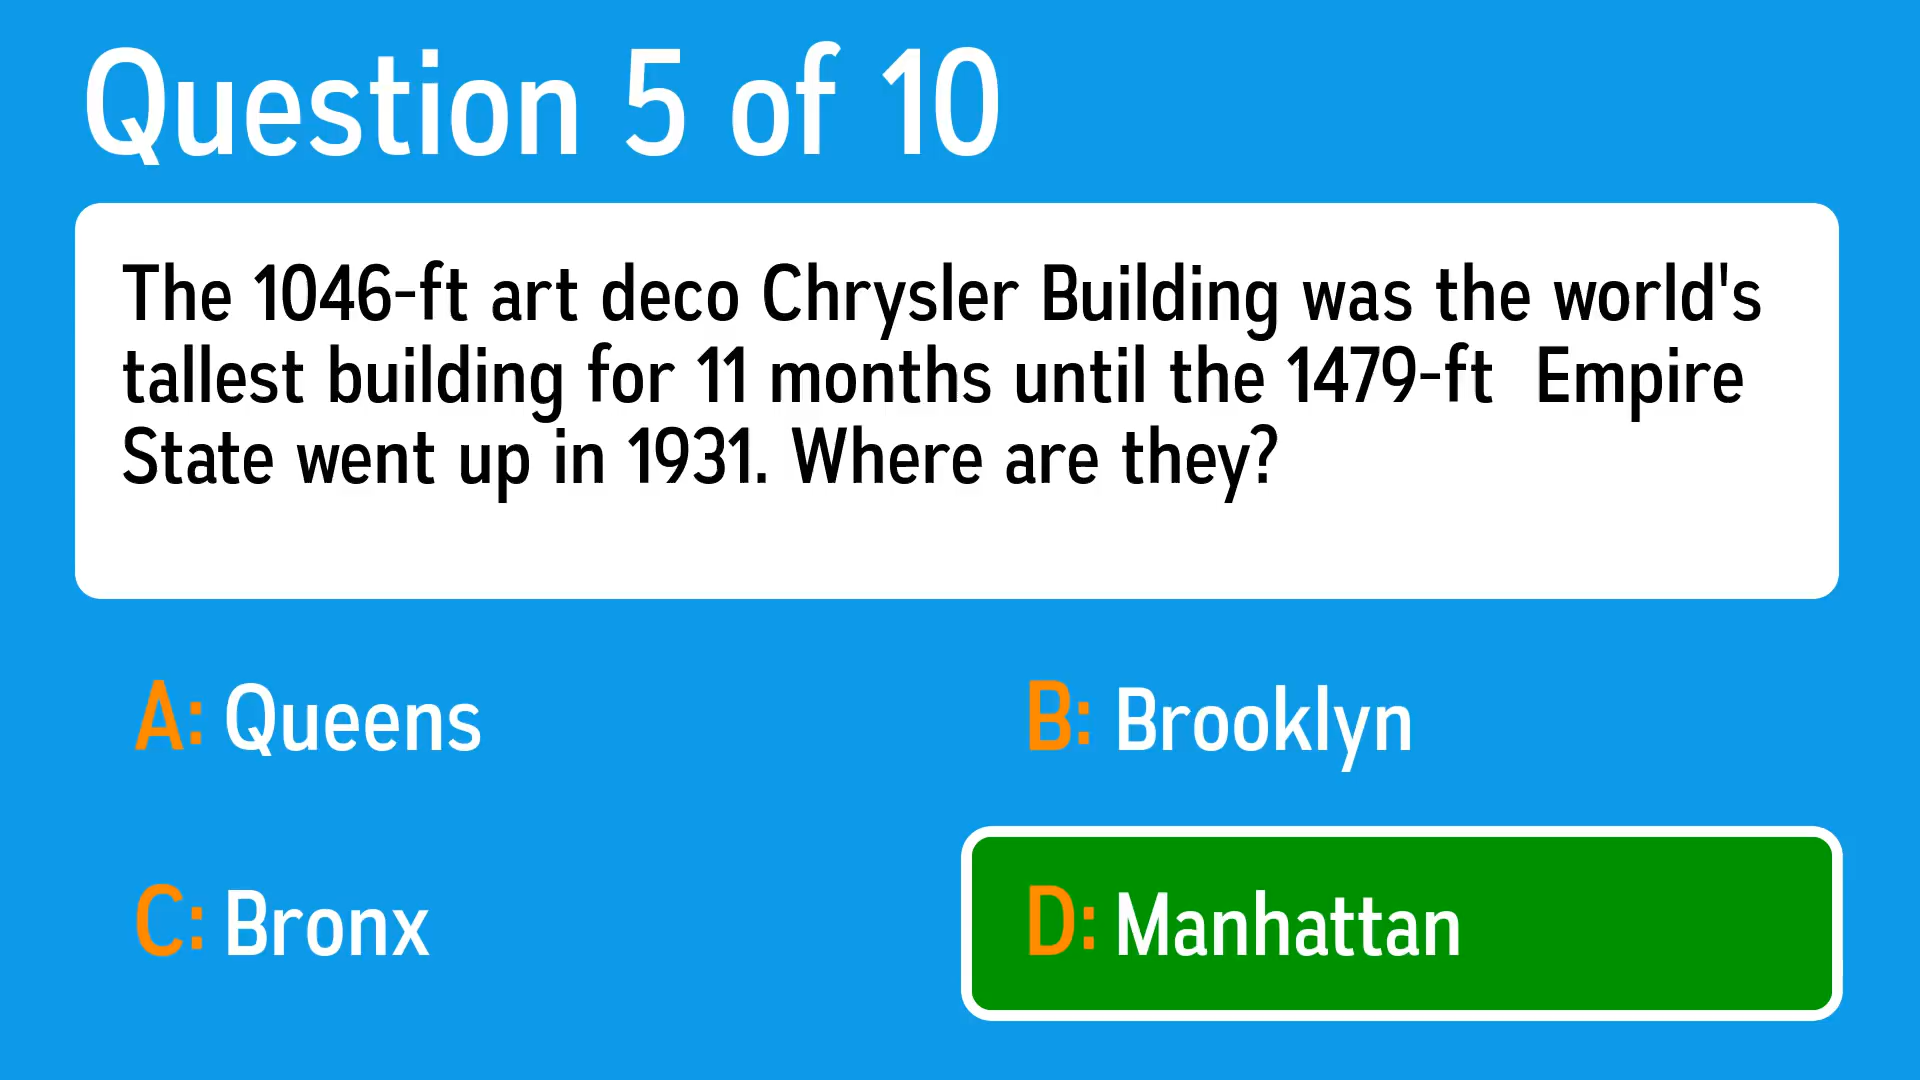 Question 5 of 10
The 1046-ft art deco Chrysler Building was the world's
tallest building for 11 months until the 1479-ft  Empire
State went up in 1931. Where are they?
A: Queens
B: Brooklyn
C: Bronx
D: Manhattan